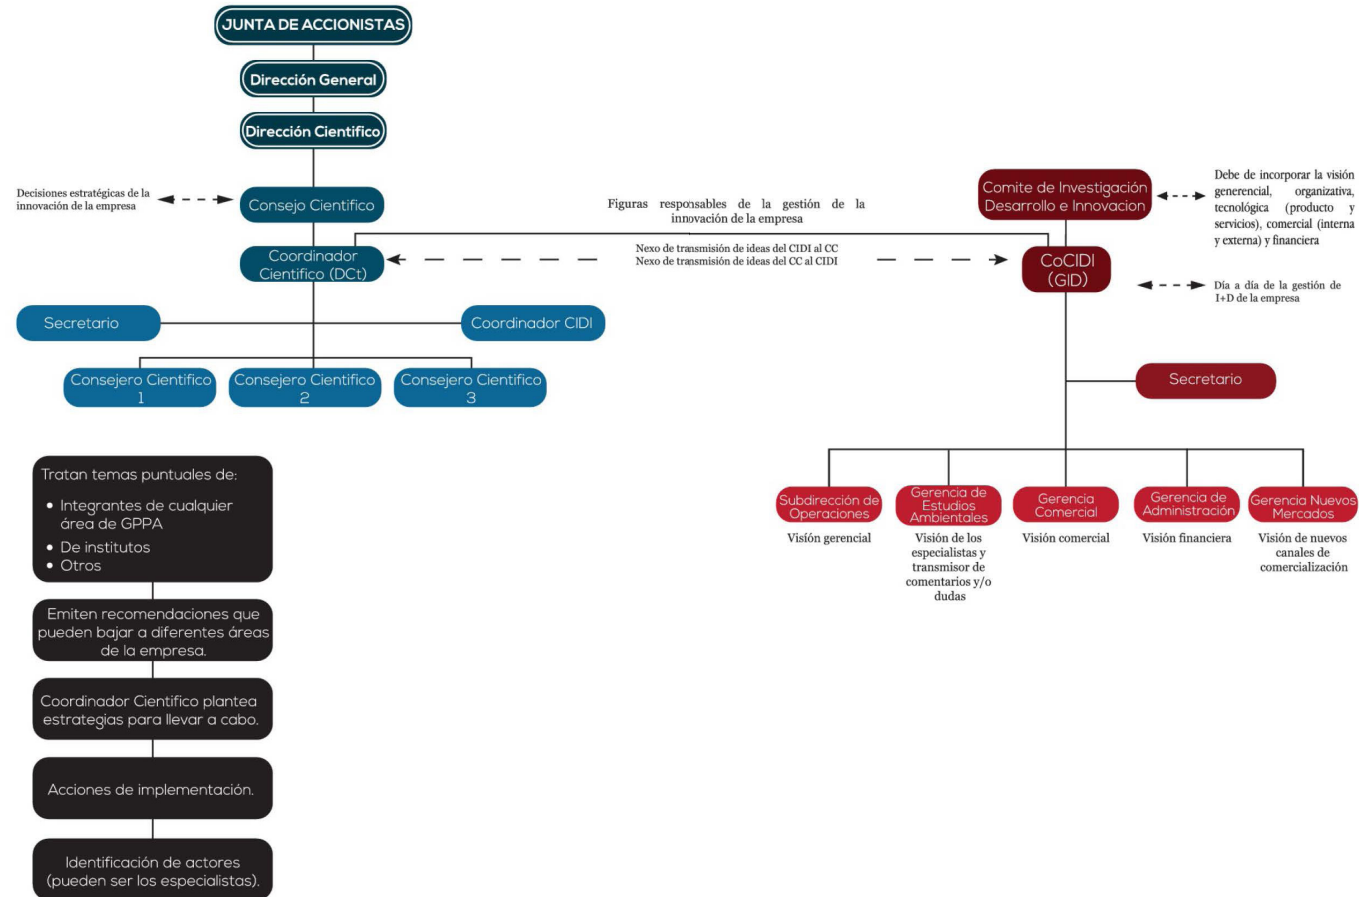 JUNTA DE ACCIONISTAS
Dirección General
Dirección Cientifico
Decisiones estratégicas de la
innovación de la empresa
Consejo Cientifico
Coordinador
Cientifico (DCt)
Secretario
Coordinador CIDI
Consejero Cientifico
1
Consejero Cientifico
2
Consejero Cientifico
3
Figuras responsables de la gestión de la
innovación de la empresa
Nexo de transmisión de ideas del CIDI al CC
Nexo de transmisión de ideas del CC al CIDI
Comite de Investigación
Desarrollo e Innovacion
Debe de incorporar la visión
generencial, organizativa,
tecnológica (producto y
servicios), comercial (interna
y externa) y financiera
CoCIDI
(GID)
Día a día de la gestión de
I+D de la empresa
Secretario
Subdirección de
Operaciones
Visión gerencial
Gerencia de
Estudios
Ambientales
Visión de los
especialistas y
transmisor de
comentarios y/o
dudas
Gerencia
Comercial
Visión comercial
Gerencia de
Administración
Visión financiera
Gerencia Nuevos
Mercados
Visión de nuevos
canales de
comercialización
Tratan temas puntuales de:
• Integrantes de cualquier
área de GPPA
• De institutos
• Otros
Emiten recomendaciones que
pueden bajar a diferentes áreas
de la empresa.
Coordinador Cientifico plantea
estrategias para llevar a cabo.
Acciones de implementación.
Identificación de actores
(pueden ser los especialistas).